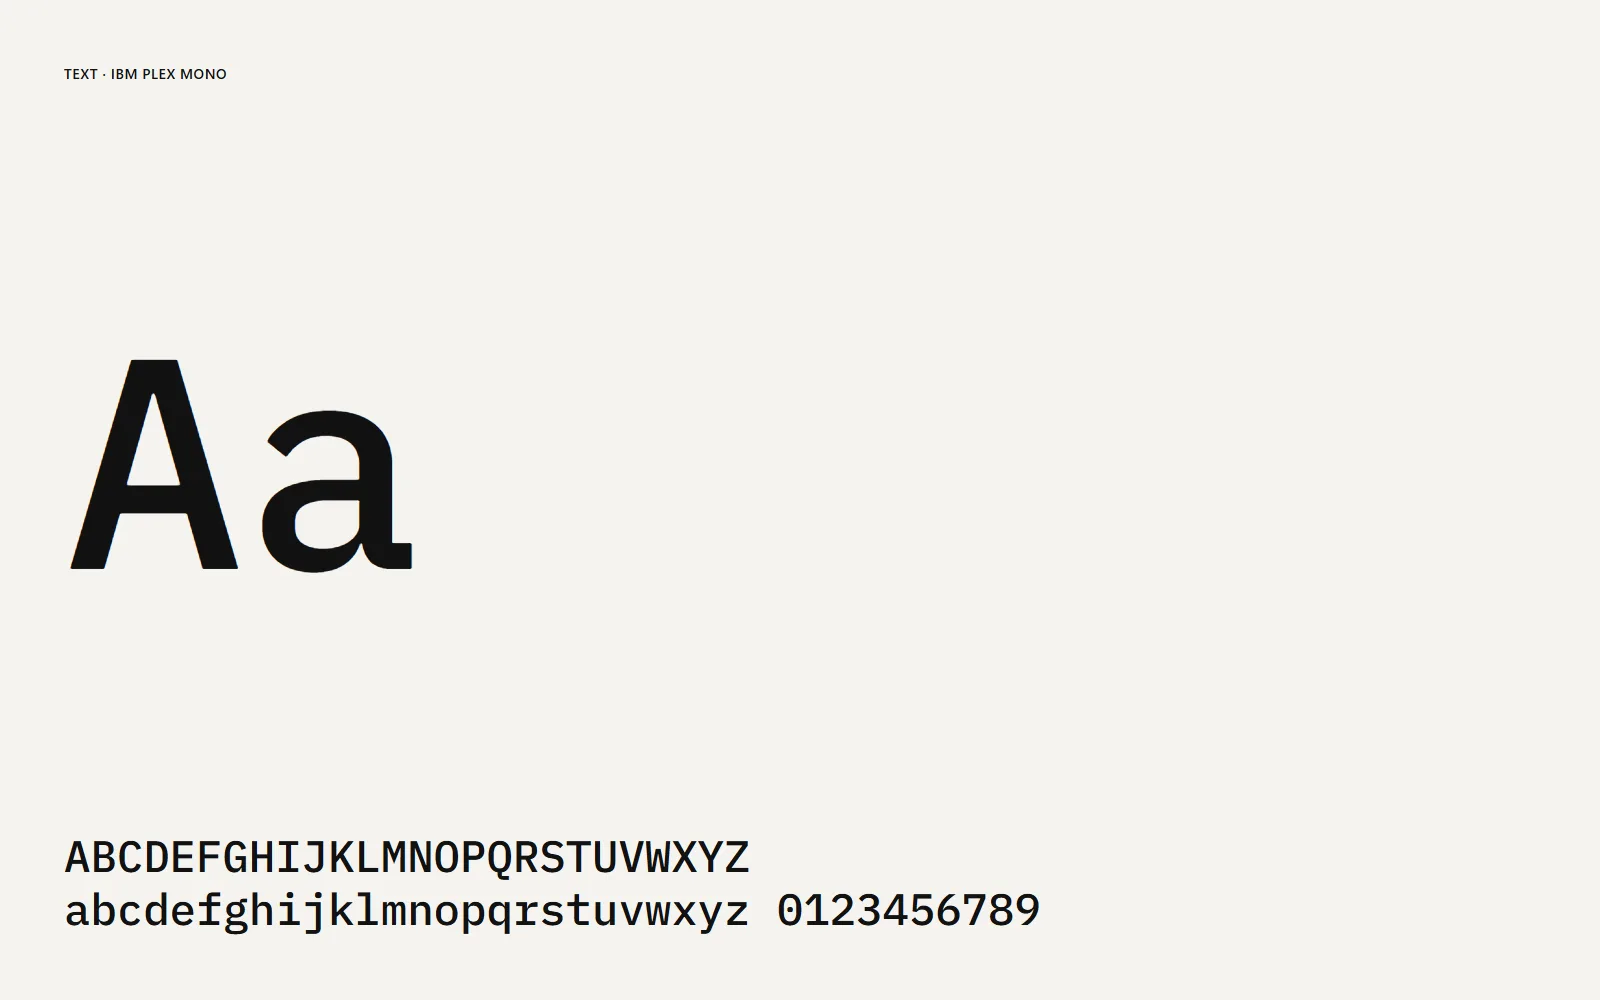 TEXT · IBM PLEX MONO
Aa
ABCDEFGHIJKLMNOPQRSTUVWXYZ
abcdefghijklmnopqrstuvwxyz 0123456789